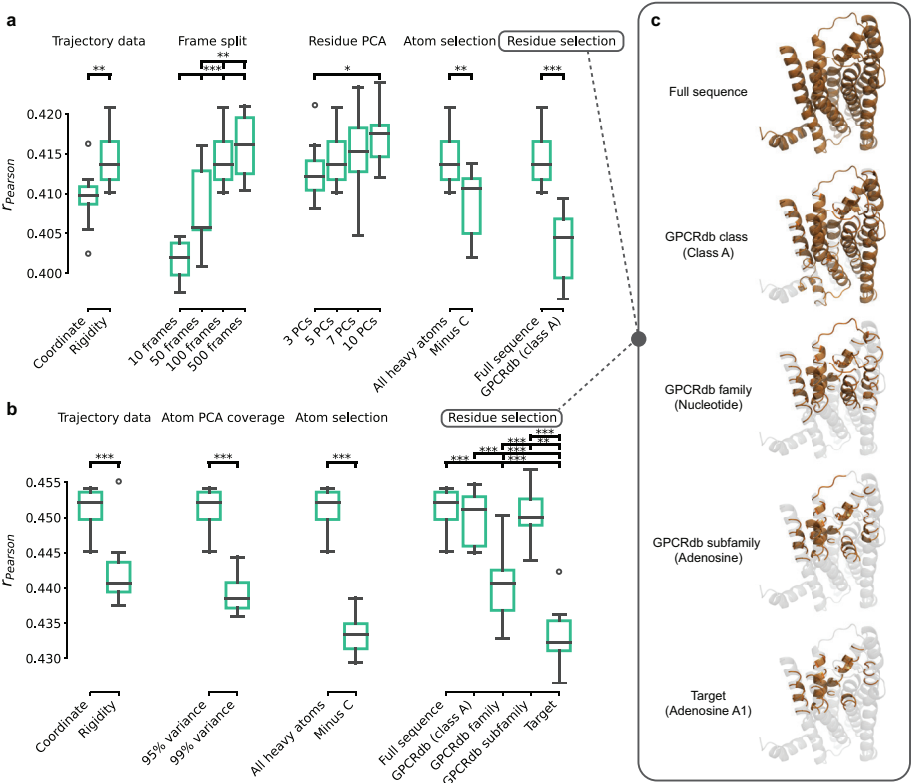 a
Trajectory data
Frame split
Residue PCA
Atom selection
Residue selection
**
**
***
*
**
***
r_Pearson
0.420
0.415
0.410
0.405
0.400
Coordinate
Rigidity
10 frames
50 frames
100 frames
500 frames
3 PCs
5 PCs
7 PCs
10 PCs
All heavy atoms
Minus C
Full sequence
GPCRdb (class A)
b
Trajectory data
Atom PCA coverage
Atom selection
Residue selection
***
***
***
***
*** **
*** ***
*** ***
r_Pearson
0.455
0.450
0.445
0.440
0.435
0.430
Coordinate
Rigidity
95% variance
99% variance
All heavy atoms
Minus C
Full sequence
GPCRdb (class A)
GPCRdb family
GPCRdb subfamily
Target
c
Full sequence
GPCRdb class
(Class A)
GPCRdb family
(Nucleotide)
GPCRdb subfamily
(Adenosine)
Target
(Adenosine A1)